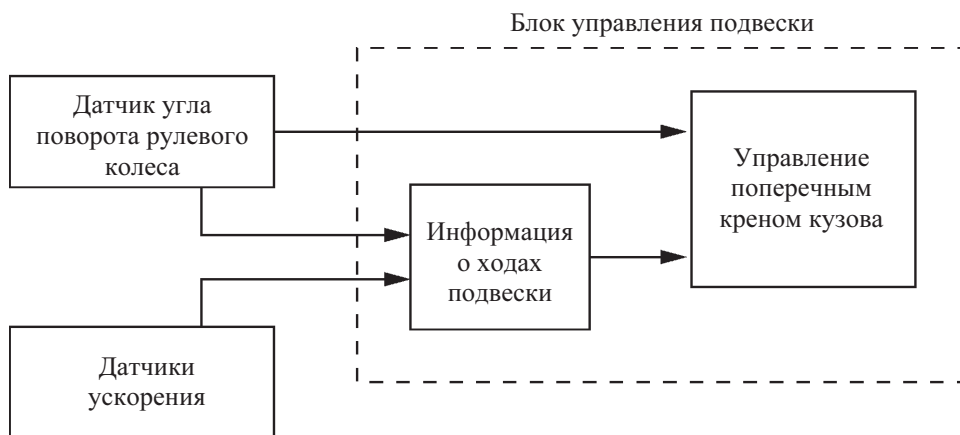 Блок управления подвески
Датчик угла
поворота рулевого
колеса
Управление
поперечным
креном кузова
Информация
о ходах
подвески
Датчики
ускорения